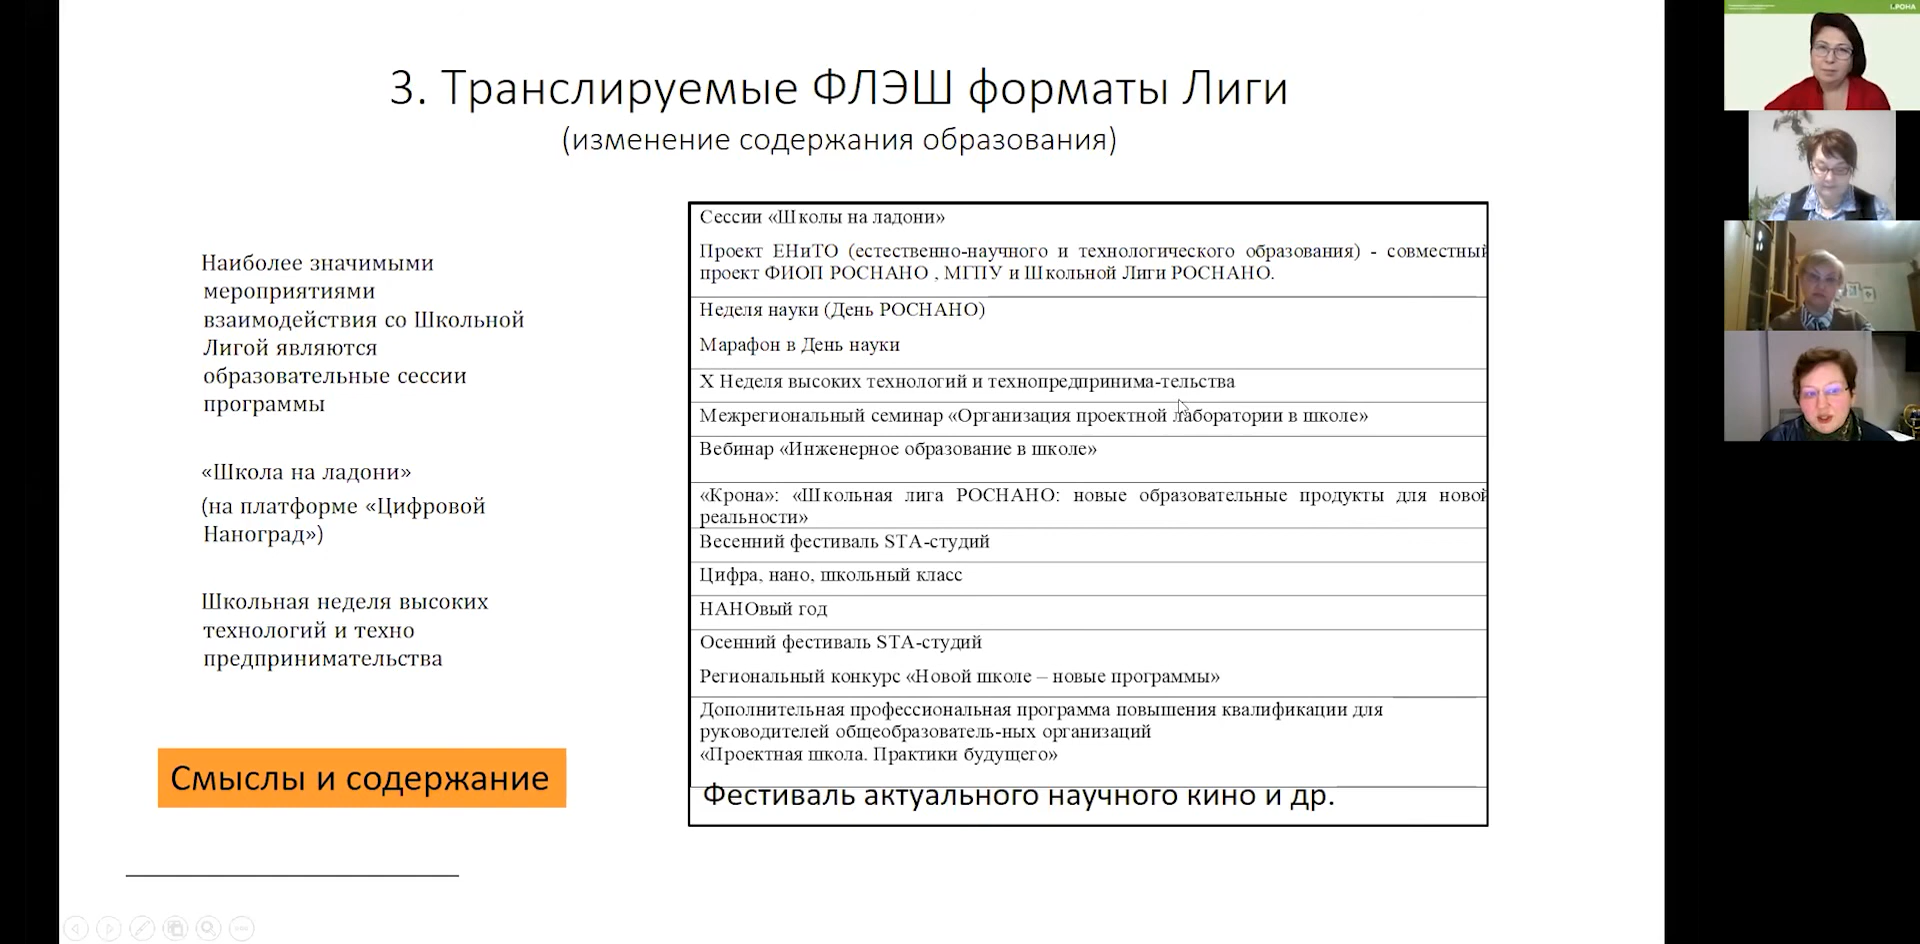 3. Транслируемые ФЛЭШ форматы Лиги
(изменение содержания образования)
Наиболее значимыми
мероприятиями
взаимодействия со Школьной
Лигой являются
образовательные сессии
программы
«Школа на ладони»
(на платформе «Цифровой
Наноград»)
Школьная неделя высоких
технологий и техно
предпринимательства
Смыслы и содержание
Сессии «Школы на ладони»
Проект ЕНиТО (естественно-научного и технологического образования) - совместный
проект ФИОП РОСНАНО , МГПУ и Школьной Лиги РОСНАНО.
Неделя науки (День РОСНАНО)
Марафон в День науки
X Неделя высоких технологий и технопредпринима-тельства
Межрегиональный семинар «Организация проектной лаборатории в школе»
Вебинар «Инженерное образование в школе»
«Крона»: «Школьная лига РОСНАНО: новые образовательные продукты для новой
реальности»
Весенний фестиваль STA-студий
Цифра, нано, школьный класс
НАНОвый год
Осенний фестиваль STA-студий
Региональный конкурс «Новой школе – новые программы»
Дополнительная профессиональная программа повышения квалификации для
руководителей общеобразователь-ных организаций
«Проектная школа. Практики будущего»
Фестиваль актуального научного кино и др.